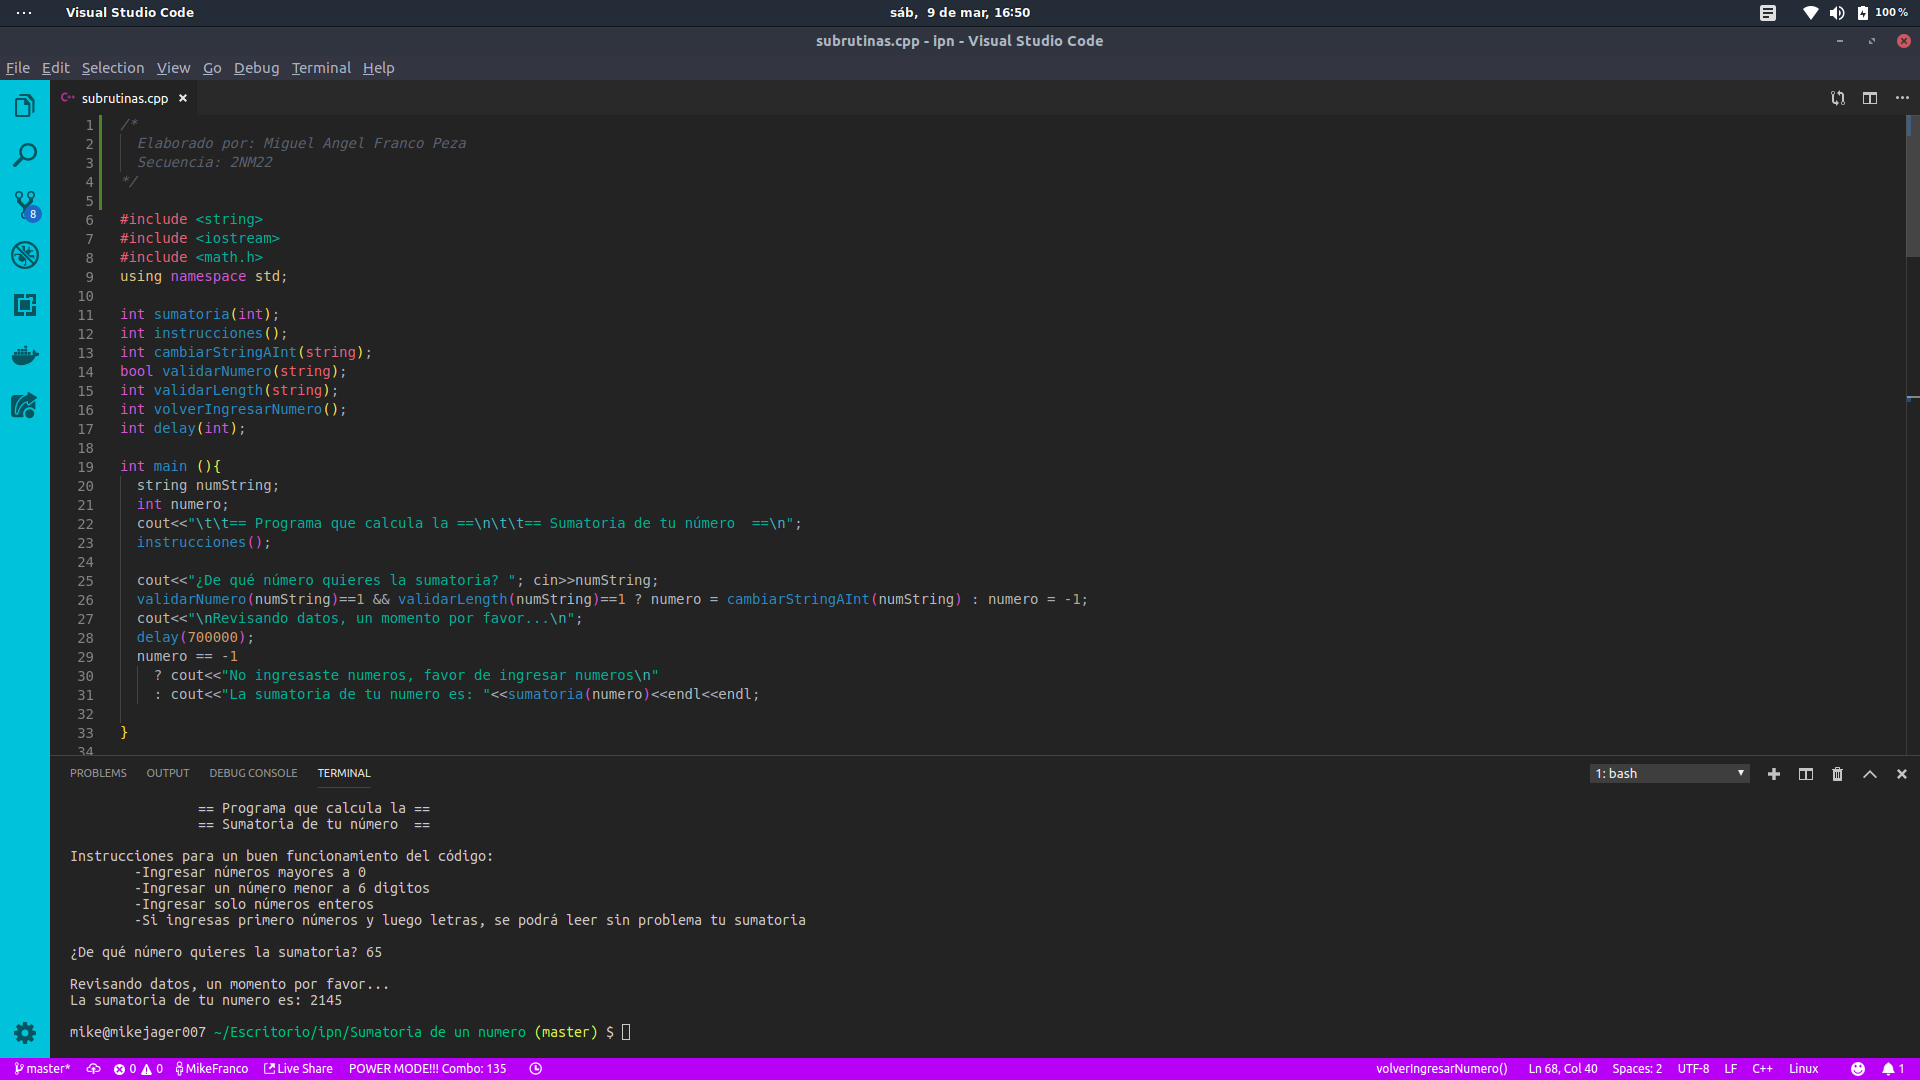 Visual Studio Code
sáb, 9 de mar, 16:50
100 %
subrutinas.cpp - ipn - Visual Studio Code
File Edit Selection View Go Debug Terminal Help
C++ subrutinas.cpp
1 /*
2 Elaborado por: Miguel Angel Franco Peza
3 Secuencia: 2NM22
4 */
5
6 #include <string>
7 #include <iostream>
8 #include <math.h>
9 using namespace std;
10
11 int sumatoria(int);
12 int instrucciones();
13 int cambiarStringAInt(string);
14 bool validarNumero(string);
15 int validarLength(string);
16 int volverIngresarNumero();
17 int delay(int);
18
19 int main (){
20 string numString;
21 int numero;
22 cout<<"\t\t== Programa que calcula la ==\n\t\t== Sumatoria de tu número  ==\n";
23 instrucciones();
24
25 cout<<"¿De qué número quieres la sumatoria? "; cin>>numString;
26 validarNumero(numString)==1 && validarLength(numString)==1 ? numero = cambiarStringAInt(numString) : numero = -1;
27 cout<<"\nRevisando datos, un momento por favor...\n";
28 delay(700000);
29 numero == -1
30 ? cout<<"No ingresaste numeros, favor de ingresar numeros\n"
31 : cout<<"La sumatoria de tu numero es: "<<sumatoria(numero)<<endl<<endl;
32
33 }
34
8
PROBLEMS OUTPUT DEBUG CONSOLE TERMINAL
1: bash
== Programa que calcula la ==
== Sumatoria de tu número  ==
Instrucciones para un buen funcionamiento del código:
-Ingresar números mayores a 0
-Ingresar un número menor a 6 digitos
-Ingresar solo números enteros
-Si ingresas primero números y luego letras, se podrá leer sin problema tu sumatoria
¿De qué número quieres la sumatoria? 65
Revisando datos, un momento por favor...
La sumatoria de tu numero es: 2145
mike@mikejager007 ~/Escritorio/ipn/Sumatoria de un numero (master) $
master* 0 0 MikeFranco Live Share POWER MODE!!! Combo: 135
volverIngresarNumero() Ln 68, Col 40 Spaces: 2 UTF-8 LF C++ Linux 1